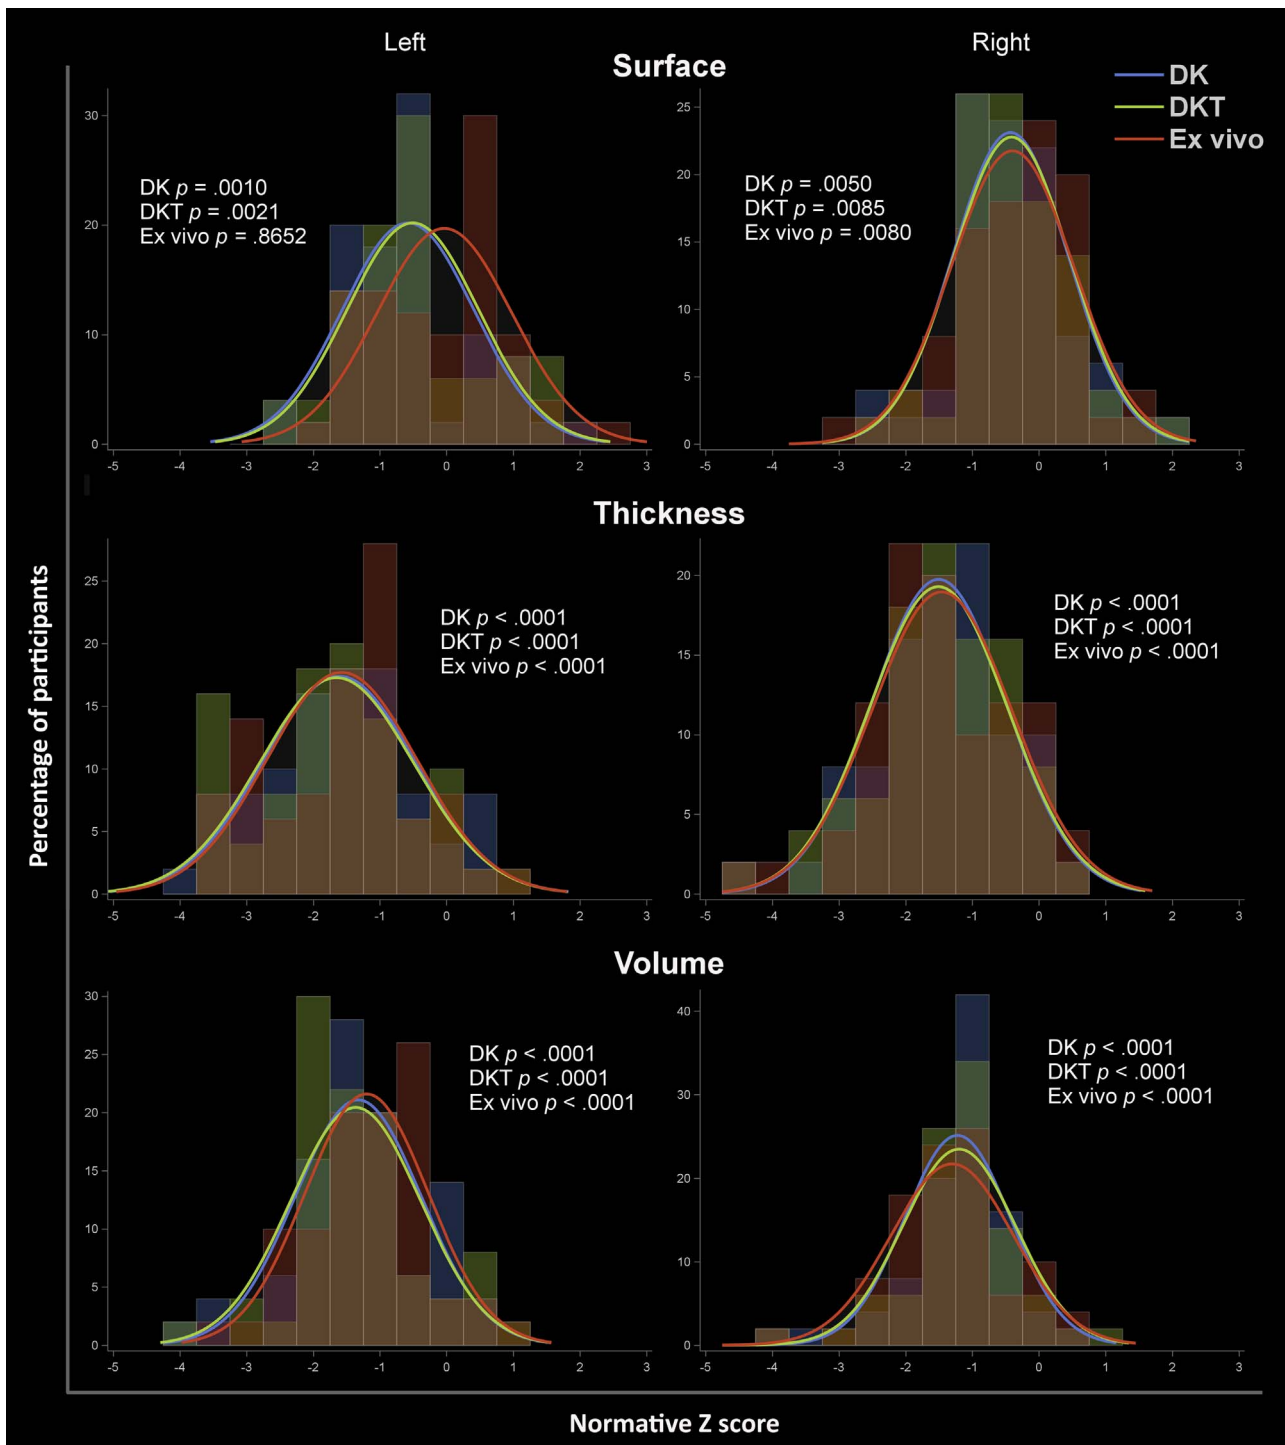 Left
Right
Surface
DK
DKT
Ex vivo
DK p = .0010
DKT p = .0021
Ex vivo p = .8652
30
20
10
0
-5 -4 -3 -2 -1 0 1 2 3
DK p = .0050
DKT p = .0085
Ex vivo p = .0080
25
20
15
10
5
0
-5 -4 -3 -2 -1 0 1 2 3
Thickness
DK p < .0001
DKT p < .0001
Ex vivo p < .0001
25
20
15
10
5
0
-5 -4 -3 -2 -1 0 1 2 3
DK p < .0001
DKT p < .0001
Ex vivo p < .0001
20
15
10
5
0
-5 -4 -3 -2 -1 0 1 2 3
Volume
DK p < .0001
DKT p < .0001
Ex vivo p < .0001
30
25
20
15
10
5
0
-5 -4 -3 -2 -1 0 1 2 3
DK p < .0001
DKT p < .0001
Ex vivo p < .0001
40
30
20
10
0
-5 -4 -3 -2 -1 0 1 2 3
Percentage of participants
Normative Z score